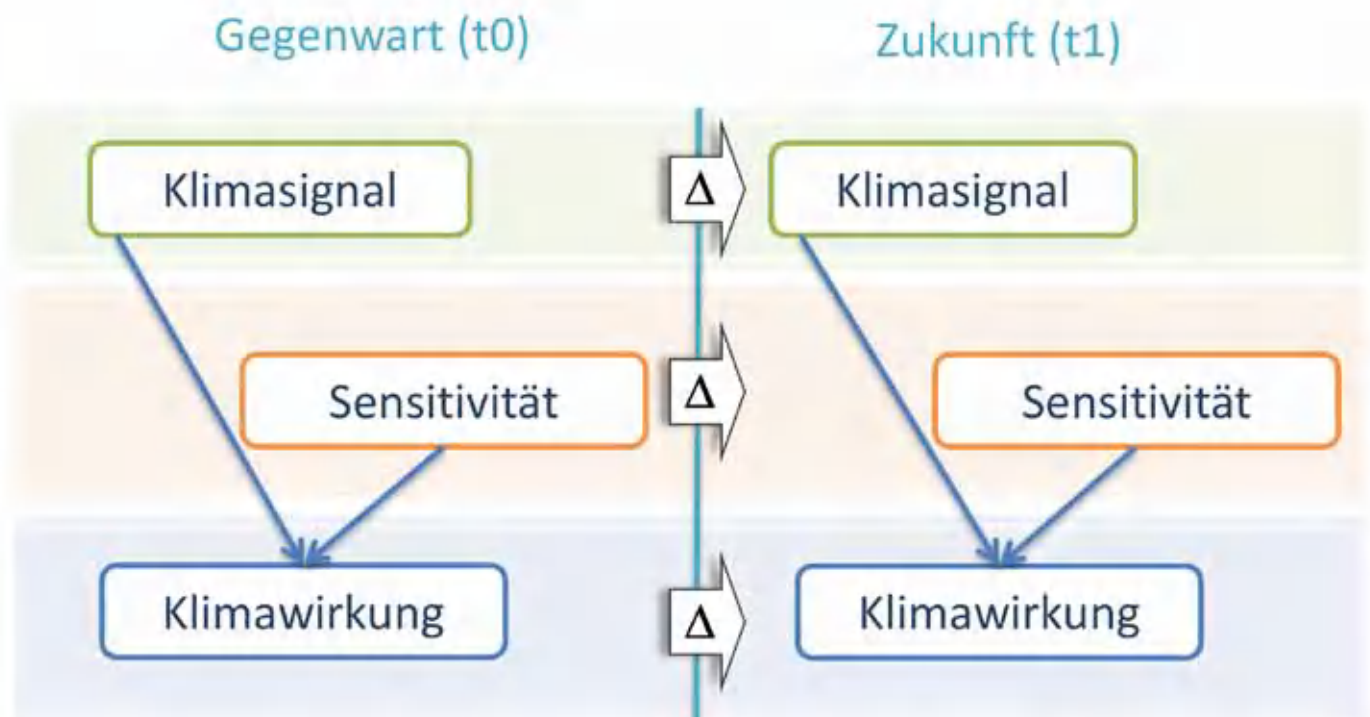 Gegenwart (t0)
Zukunft (t1)
Klimasignal
Δ
Klimasignal
Sensitivität
Δ
Sensitivität
Klimawirkung
Δ
Klimawirkung